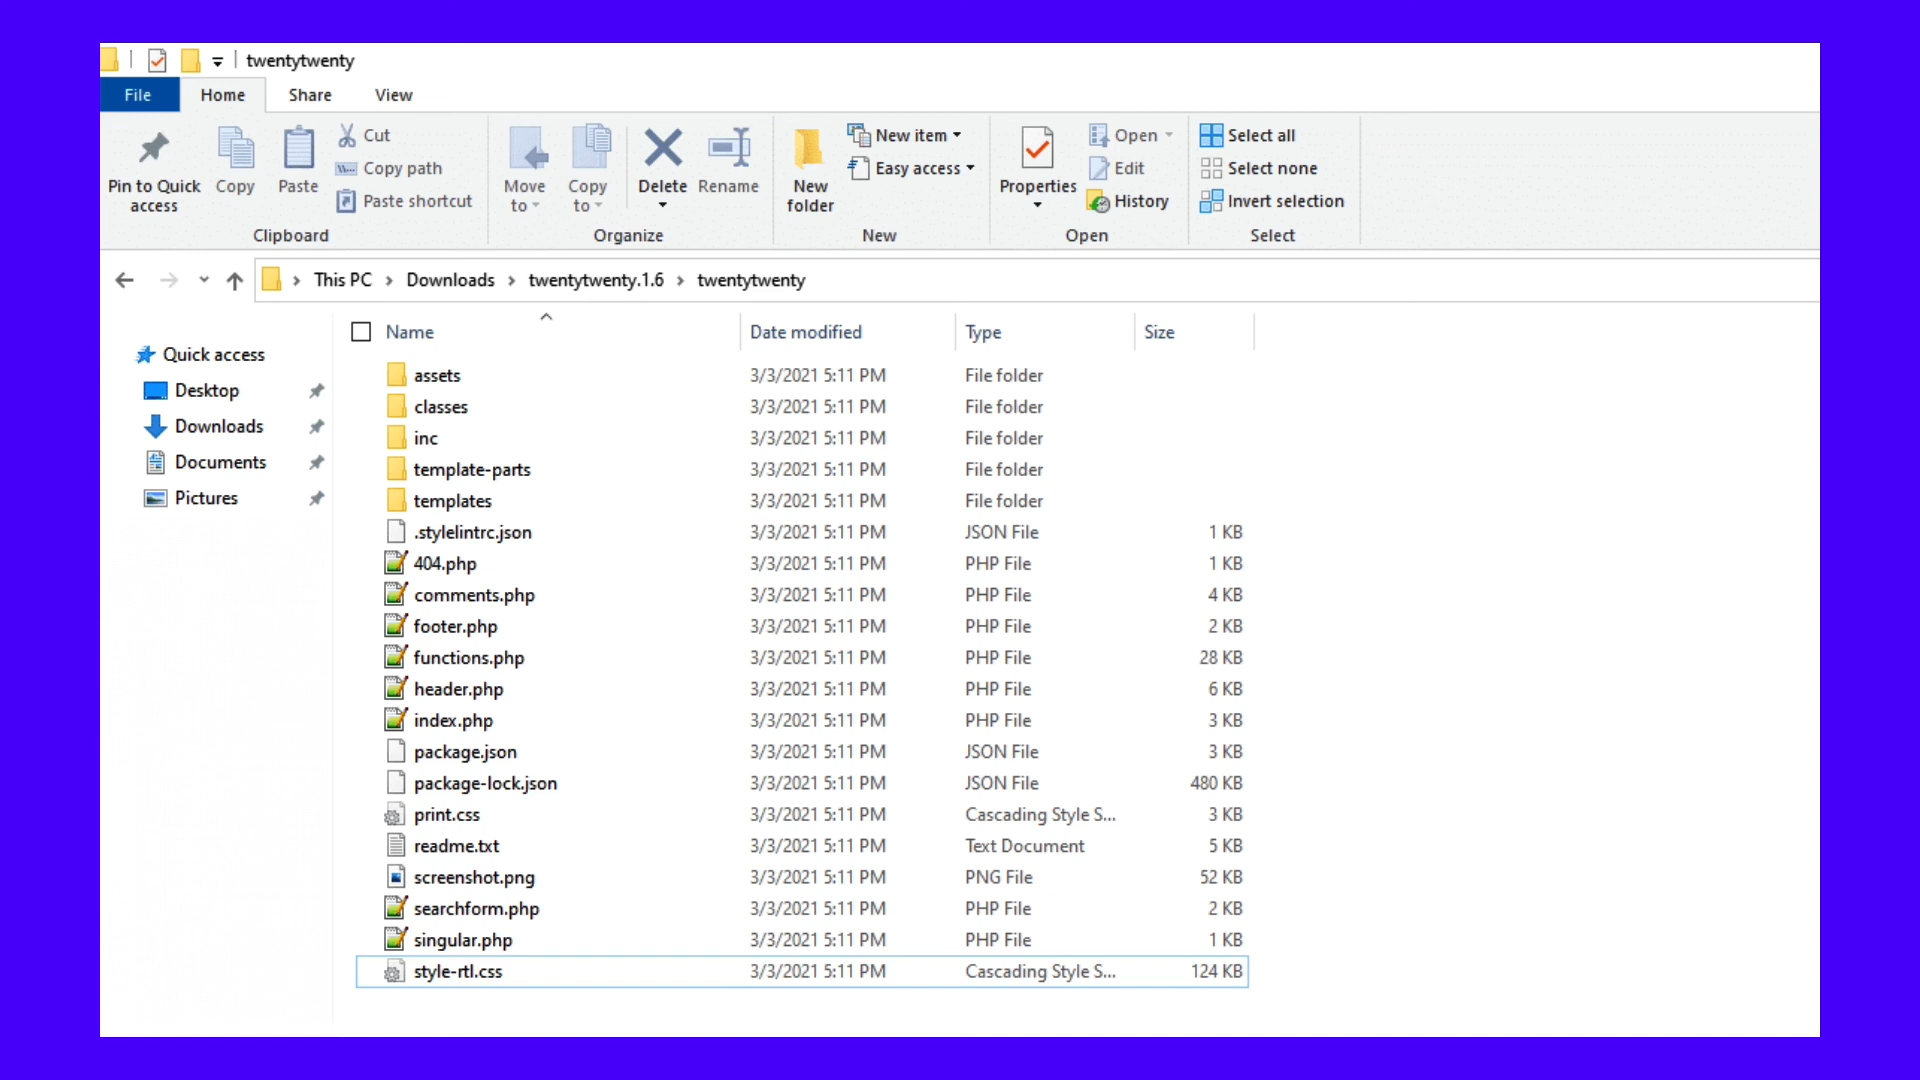 twentytwenty
File Home Share View
Pin to Quick access
Copy
Paste
Cut
Copy path
Paste shortcut
Clipboard
Move to
Copy to
Delete
Rename
Organize
New folder
New item
Easy access
New
Properties
Open
Edit
History
Open
Select all
Select none
Invert selection
Select
This PC > Downloads > twentytwenty.1.6 > twentytwenty
Quick access
Desktop
Downloads
Documents
Pictures
Name Date modified Type Size
assets 3/3/2021 5:11 PM File folder
classes 3/3/2021 5:11 PM File folder
inc 3/3/2021 5:11 PM File folder
template-parts 3/3/2021 5:11 PM File folder
templates 3/3/2021 5:11 PM File folder
.stylelintrc.json 3/3/2021 5:11 PM JSON File 1 KB
404.php 3/3/2021 5:11 PM PHP File 1 KB
comments.php 3/3/2021 5:11 PM PHP File 4 KB
footer.php 3/3/2021 5:11 PM PHP File 2 KB
functions.php 3/3/2021 5:11 PM PHP File 28 KB
header.php 3/3/2021 5:11 PM PHP File 6 KB
index.php 3/3/2021 5:11 PM PHP File 3 KB
package.json 3/3/2021 5:11 PM JSON File 3 KB
package-lock.json 3/3/2021 5:11 PM JSON File 480 KB
print.css 3/3/2021 5:11 PM Cascading Style S... 3 KB
readme.txt 3/3/2021 5:11 PM Text Document 5 KB
screenshot.png 3/3/2021 5:11 PM PNG File 52 KB
searchform.php 3/3/2021 5:11 PM PHP File 2 KB
singular.php 3/3/2021 5:11 PM PHP File 1 KB
style-rtl.css 3/3/2021 5:11 PM Cascading Style S... 124 KB